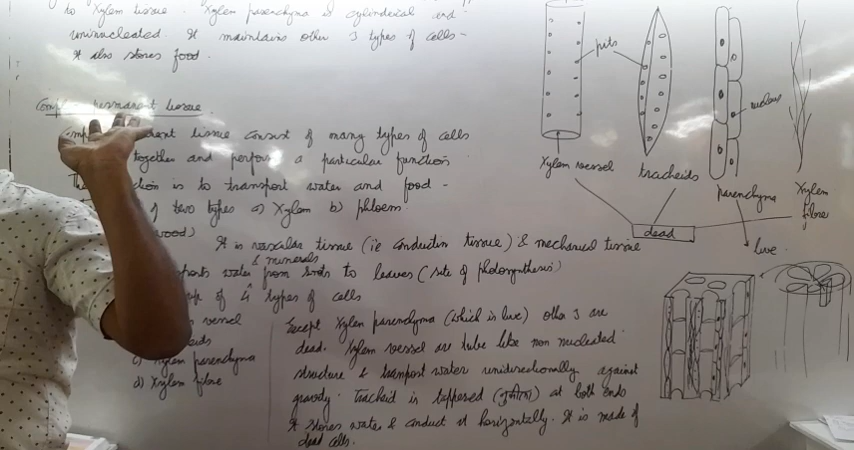 to Xylem tissue. Xylem parenchyma is cylinderical and
uninucleated. It maintains other 3 types of cells-
It also stores food.
permanent tissue.
tissue consist of many types of cells
together and perform a particular function
is to transport water and food -
of two types a) Xylem b) phloem.
wood)
It is vascular tissue (ie conductin tissue) & mechanical tissue
& minerals
water from roots to leaves (site of photosynthesis)
of 4 types of cells
vessel
c) Xylem parenchyma
d) Xylem fibre
Except Xylem parenchyma (which is live) other 3 are
dead. Xylem vessel are tube like non nucleated
structure & transport water unidirectionally against
gravity. Tracheid is tappered (नुकीला) at both ends
It stores water & conduct it horizontally. It is made of
dead cells.
pits
nucleus
Xylem vessel
tracheids
parenchyma
Xylem
fibre
dead
live